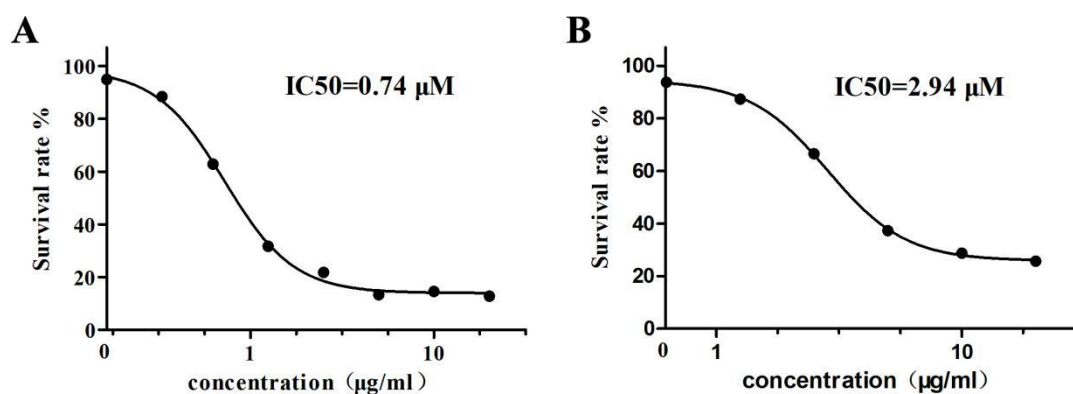 A
IC50=0.74 μM
Survival rate %
100
80
60
40
20
0
0 1 10
concentration（μg/ml）
B
IC50=2.94 μM
Survival rate %
100
80
60
40
20
0
0 1 10
concentration（μg/ml）